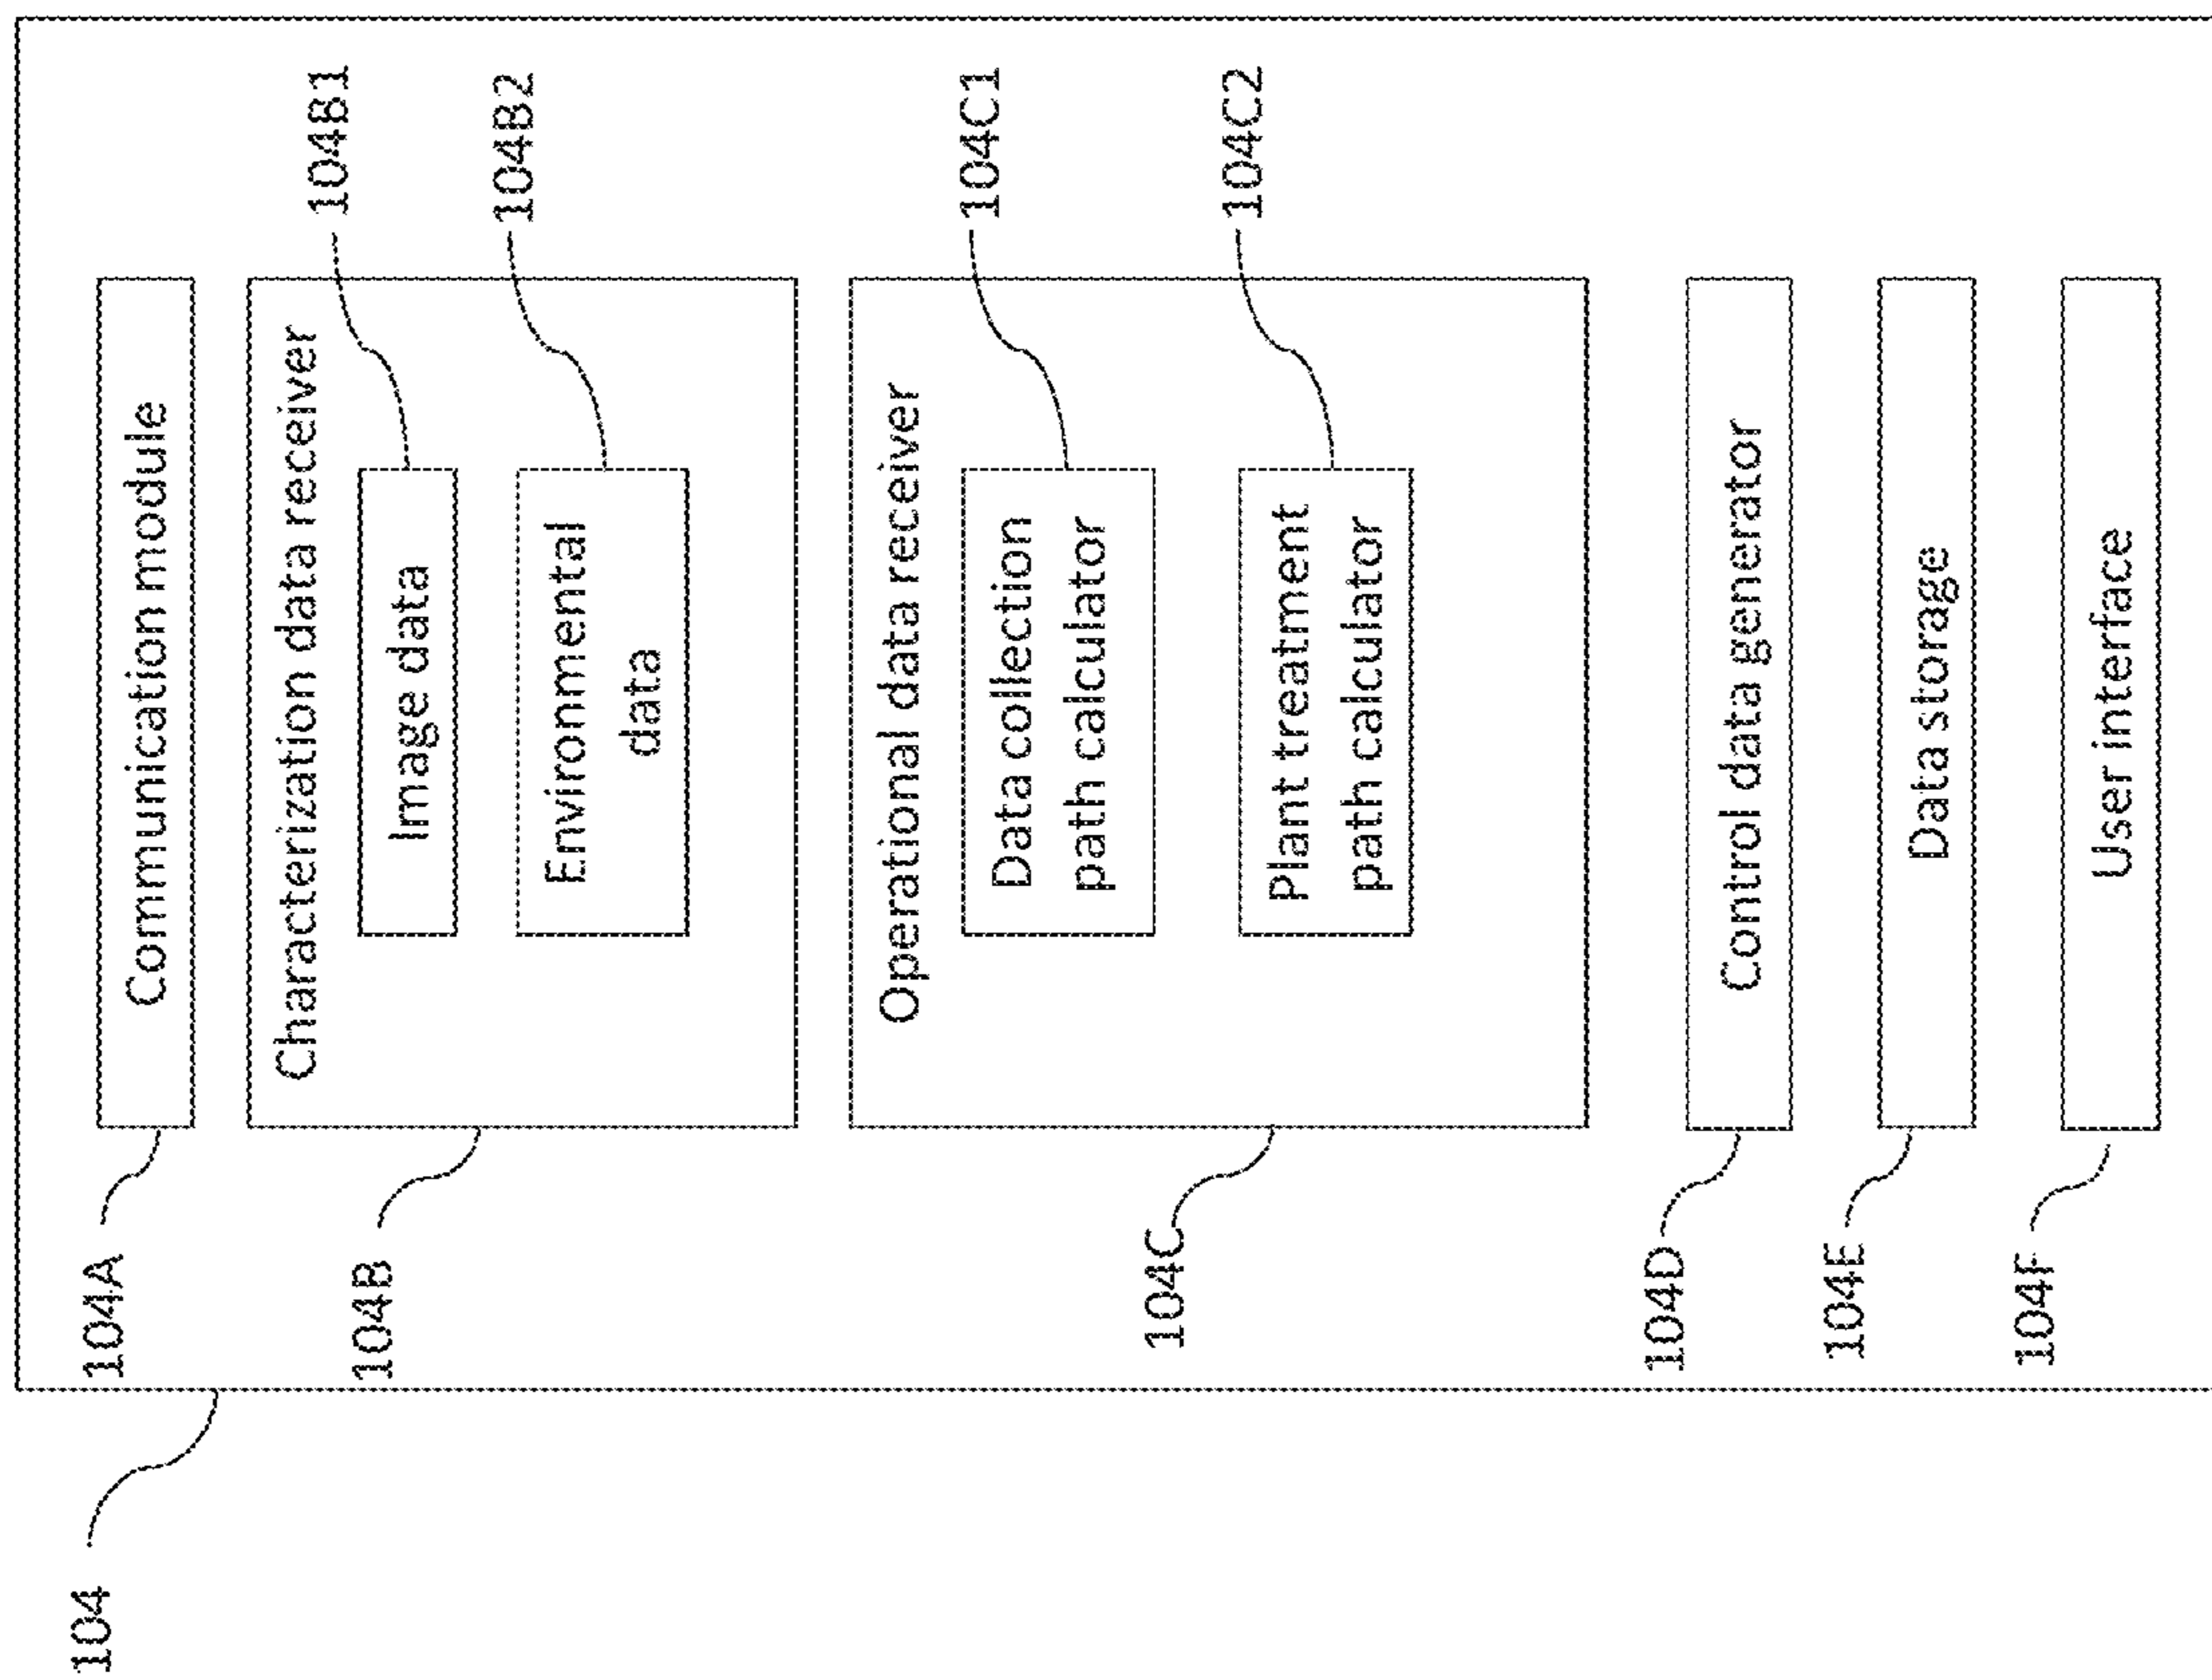 104
104A
Communication module
104B
Characterization data receiver
104B1
Image data
104B2
Environmental
data
104C
Operational data receiver
104C1
Data collection
path calculator
104C2
Plant treatment
path calculator
104D
Control data generator
104E
Data storage
104F
User interface